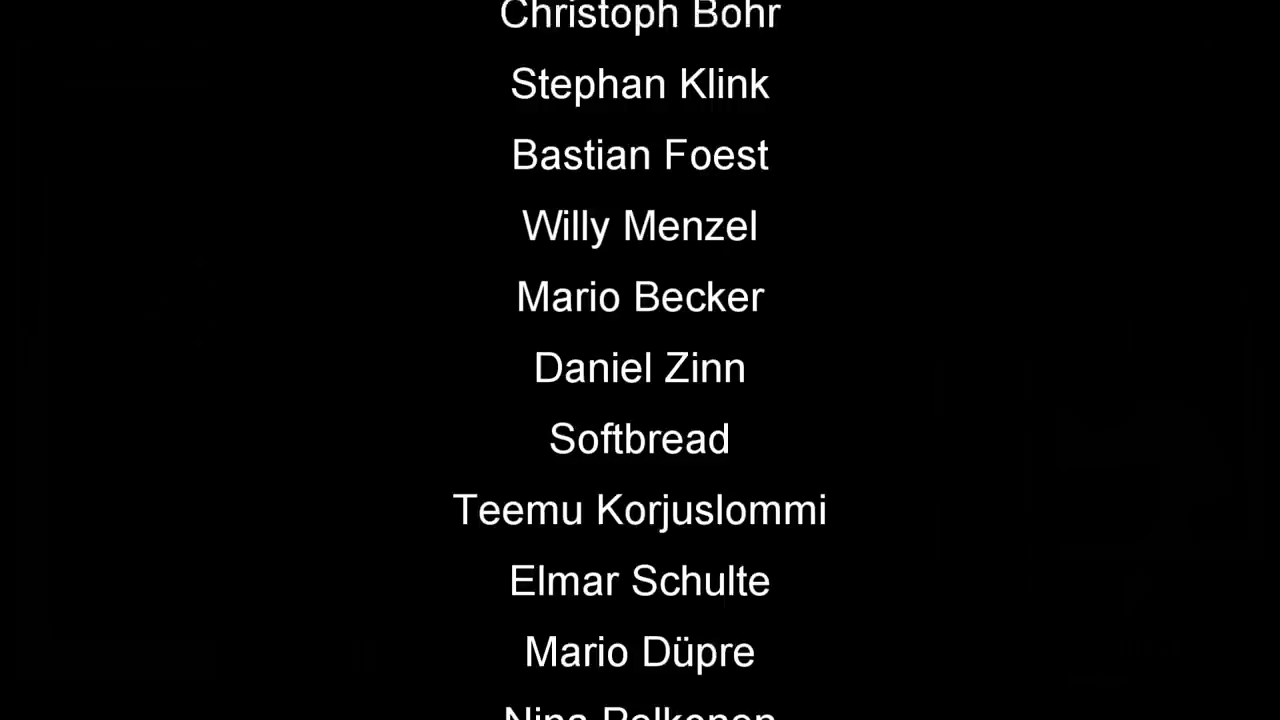 Christoph Bohr
Stephan Klink
Bastian Foest
Willy Menzel
Mario Becker
Daniel Zinn
Softbread
Teemu Korjuslommi
Elmar Schulte
Mario Düpre
Nina